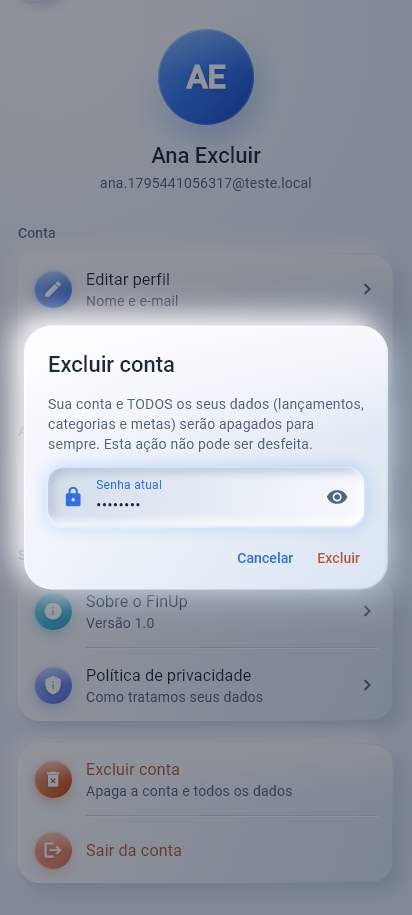 AE
Ana Excluir
ana.1795441056317@teste.local
Conta
Editar perfil
Nome e e-mail
Excluir conta
Sua conta e TODOS os seus dados (lançamentos,
categorias e metas) serão apagados para
sempre. Esta ação não pode ser desfeita.
Senha atual
••••••••
Cancelar
Excluir
Sobre o FinUp
Versão 1.0
Política de privacidade
Como tratamos seus dados
Excluir conta
Apaga a conta e todos os dados
Sair da conta